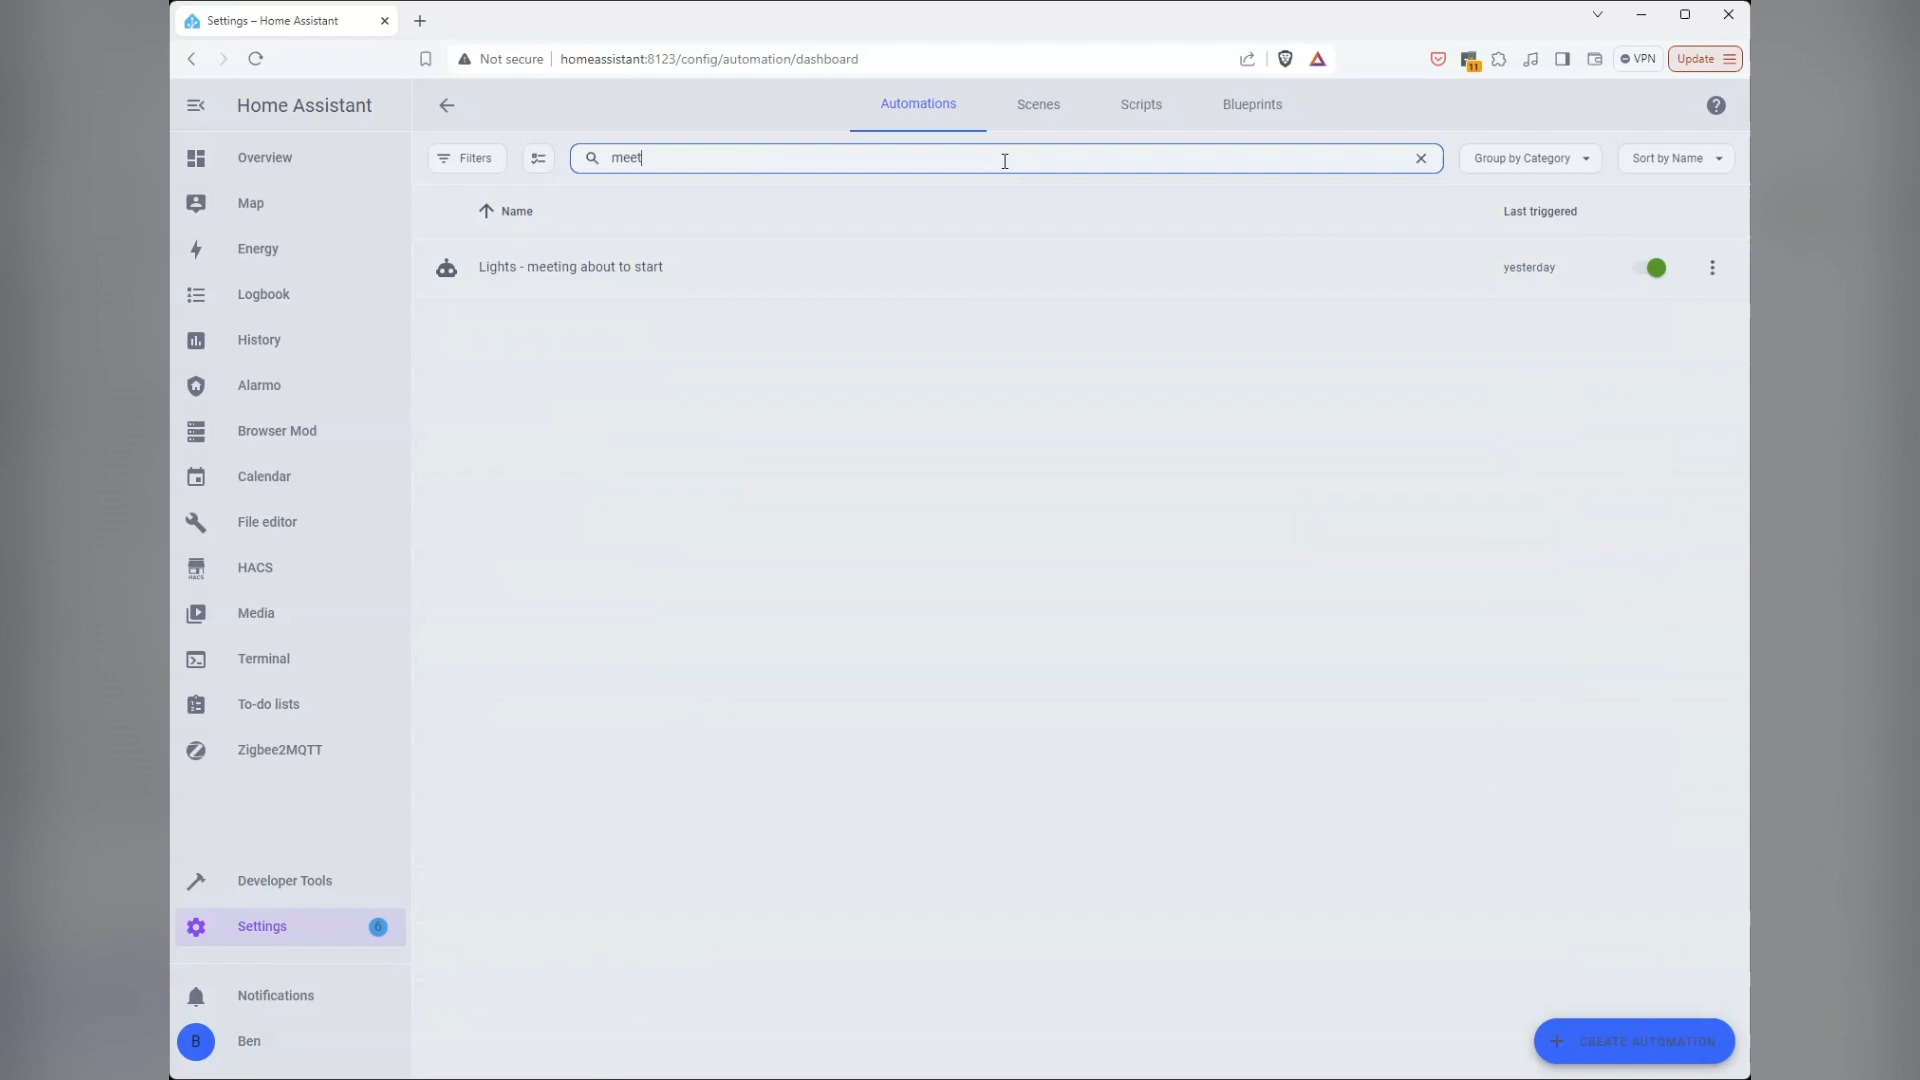 Settings – Home Assistant
Not secure
homeassistant:8123/config/automation/dashboard
11
VPN
Update
Home Assistant
Automations
Scenes
Scripts
Blueprints
Filters
meet
Group by Category
Sort by Name
Name
Last triggered
Lights - meeting about to start
yesterday
Overview
Map
Energy
Logbook
History
Alarmo
Browser Mod
Calendar
File editor
HACS
HACS
Media
Terminal
To-do lists
Zigbee2MQTT
Developer Tools
Settings
6
Notifications
B
Ben
CREATE AUTOMATION